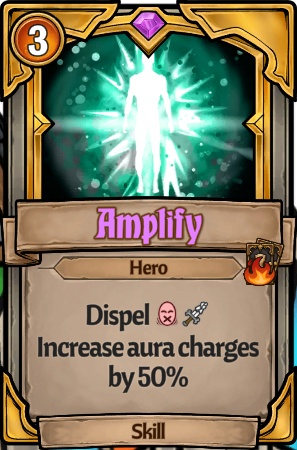 3
Amplify
Hero
Dispel
Increase aura charges
by 50%
Skill